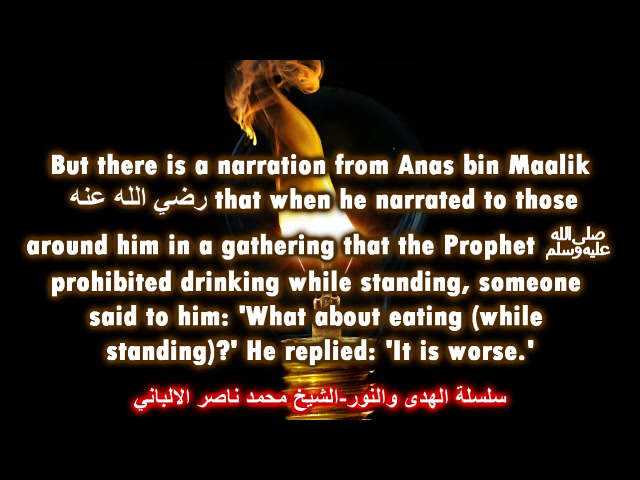 But there is a narration from Anas bin Maalik
رضي الله عنه that when he narrated to those
around him in a gathering that the Prophet ﷺ
prohibited drinking while standing, someone
said to him: 'What about eating (while
standing)?' He replied: 'It is worse.'
سلسلة الهدى والنور-الشيخ محمد ناصر الالباني